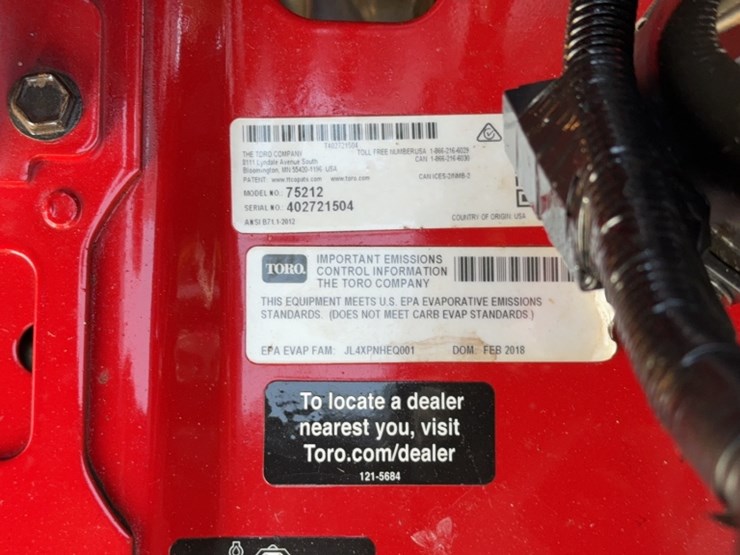 TA02721504
THE TORO COMPANY
TOLL FREE NUMBER:USA 1-866-216-6029
8111 Lyndale Avenue South
CAN 1-866-216-6030
Bloomington, MN 55420-1196 USA
PATENT: www.ttcopats.com www.toro.com
CAN ICES-2/NMB-2
MODEL NO.: 75212
SERIAL NO.: 402721504
ANSI B71.1-2012
COUNTRY OF ORIGIN: USA
TORO.
IMPORTANT EMISSIONS
CONTROL INFORMATION
THE TORO COMPANY
THIS EQUIPMENT MEETS U.S. EPA EVAPORATIVE EMISSIONS
STANDARDS. (DOES NOT MEET CARB EVAP STANDARDS)
EPA EVAP FAM: JL4XPNHEQ001 DOM: FEB 2018
To locate a dealer
nearest you, visit
Toro.com/dealer
121-5684